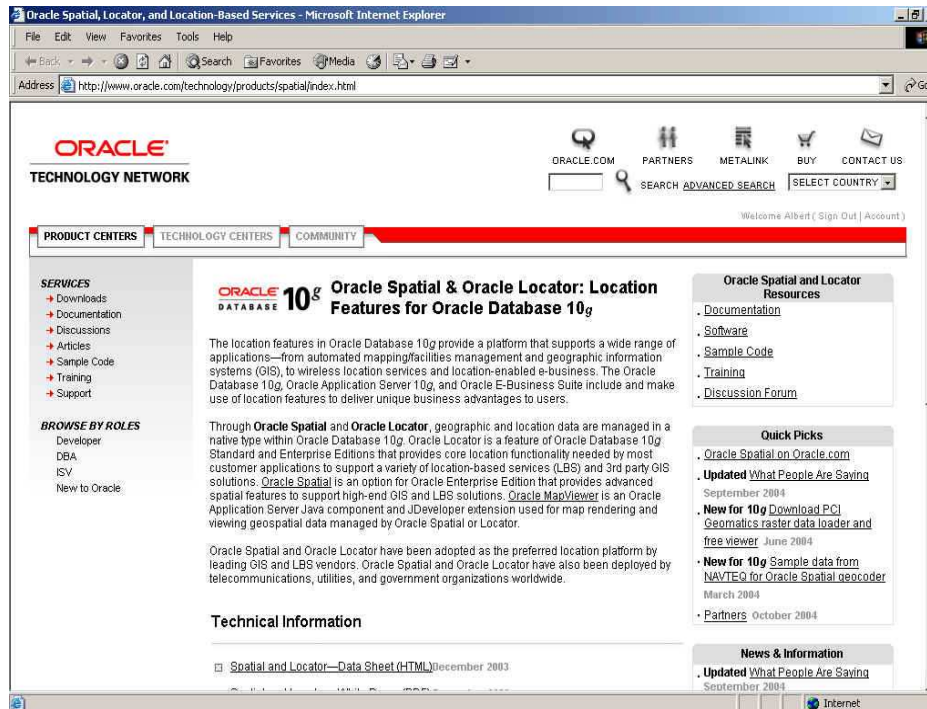 Oracle Spatial, Locator, and Location-Based Services - Microsoft Internet Explorer
File Edit View Favorites Tools Help
Back Search Favorites Media
Address http://www.oracle.com/technology/products/spatial/index.html Go
ORACLE
TECHNOLOGY NETWORK
ORACLE.COM PARTNERS METALINK BUY CONTACT US
SEARCH ADVANCED SEARCH SELECT COUNTRY
Welcome Albert ( Sign Out | Account )
PRODUCT CENTERS TECHNOLOGY CENTERS COMMUNITY
SERVICES
Downloads
Documentation
Discussions
Articles
Sample Code
Training
Support
BROWSE BY ROLES
Developer
DBA
ISV
New to Oracle
ORACLE DATABASE 10g
Oracle Spatial & Oracle Locator: Location
Features for Oracle Database 10g
The location features in Oracle Database 10g provide a platform that supports a wide range of
applications—from automated mapping/facilities management and geographic information
systems (GIS), to wireless location services and location-enabled e-business. The Oracle
Database 10g, Oracle Application Server 10g, and Oracle E-Business Suite include and make
use of location features to deliver unique business advantages to users.
Through Oracle Spatial and Oracle Locator, geographic and location data are managed in a
native type within Oracle Database 10g. Oracle Locator is a feature of Oracle Database 10g
Standard and Enterprise Editions that provides core location functionality needed by most
customer applications to support a variety of location-based services (LBS) and 3rd party GIS
solutions. Oracle Spatial is an option for Oracle Enterprise Edition that provides advanced
spatial features to support high-end GIS and LBS solutions. Oracle MapViewer is an Oracle
Application Server Java component and JDeveloper extension used for map rendering and
viewing geospatial data managed by Oracle Spatial or Locator.
Oracle Spatial and Oracle Locator have been adopted as the preferred location platform by
leading GIS and LBS vendors. Oracle Spatial and Oracle Locator have also been deployed by
telecommunications, utilities, and government organizations worldwide.
Technical Information
Spatial and Locator—Data Sheet (HTML) December 2003
Oracle Spatial and Locator
Resources
Documentation
Software
Sample Code
Training
Discussion Forum
Quick Picks
Oracle Spatial on Oracle.com
Updated What People Are Saying
September 2004
New for 10g Download PCI
Geomatics raster data loader and
free viewer June 2004
New for 10g Sample data from
NAVTEQ for Oracle Spatial geocoder
March 2004
Partners October 2004
News & Information
Updated What People Are Saying
September 2004
Internet